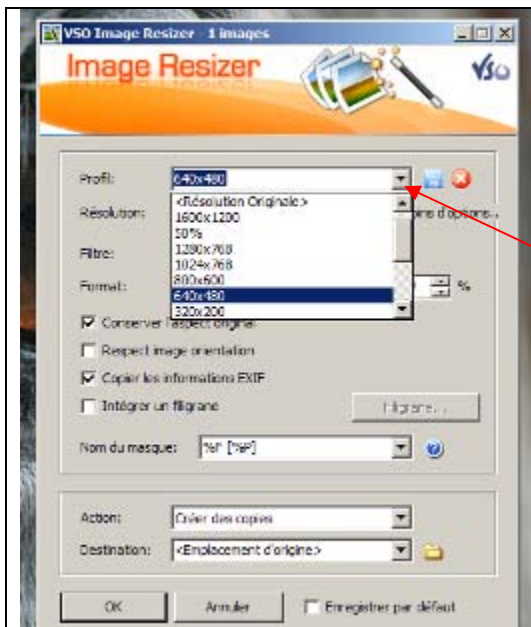 VSO Image Resizer - 1 images
Image Resizer
VSO
Profil: 640x480
<Résolution Originale>
1600x1200
50%
1280x768
1024x768
800x600
640x480
320x200
Résolution: d'options...
Filtre:
Format: %
Conserver l'aspect original
Respect image orientation
Copier les informations EXIF
Intégrer un filigrane
Filigrane...
Nom du masque:
Action: Créer des copies
Destination: <Emplacement d'origine>
OK Annuler Enregistrer par défaut